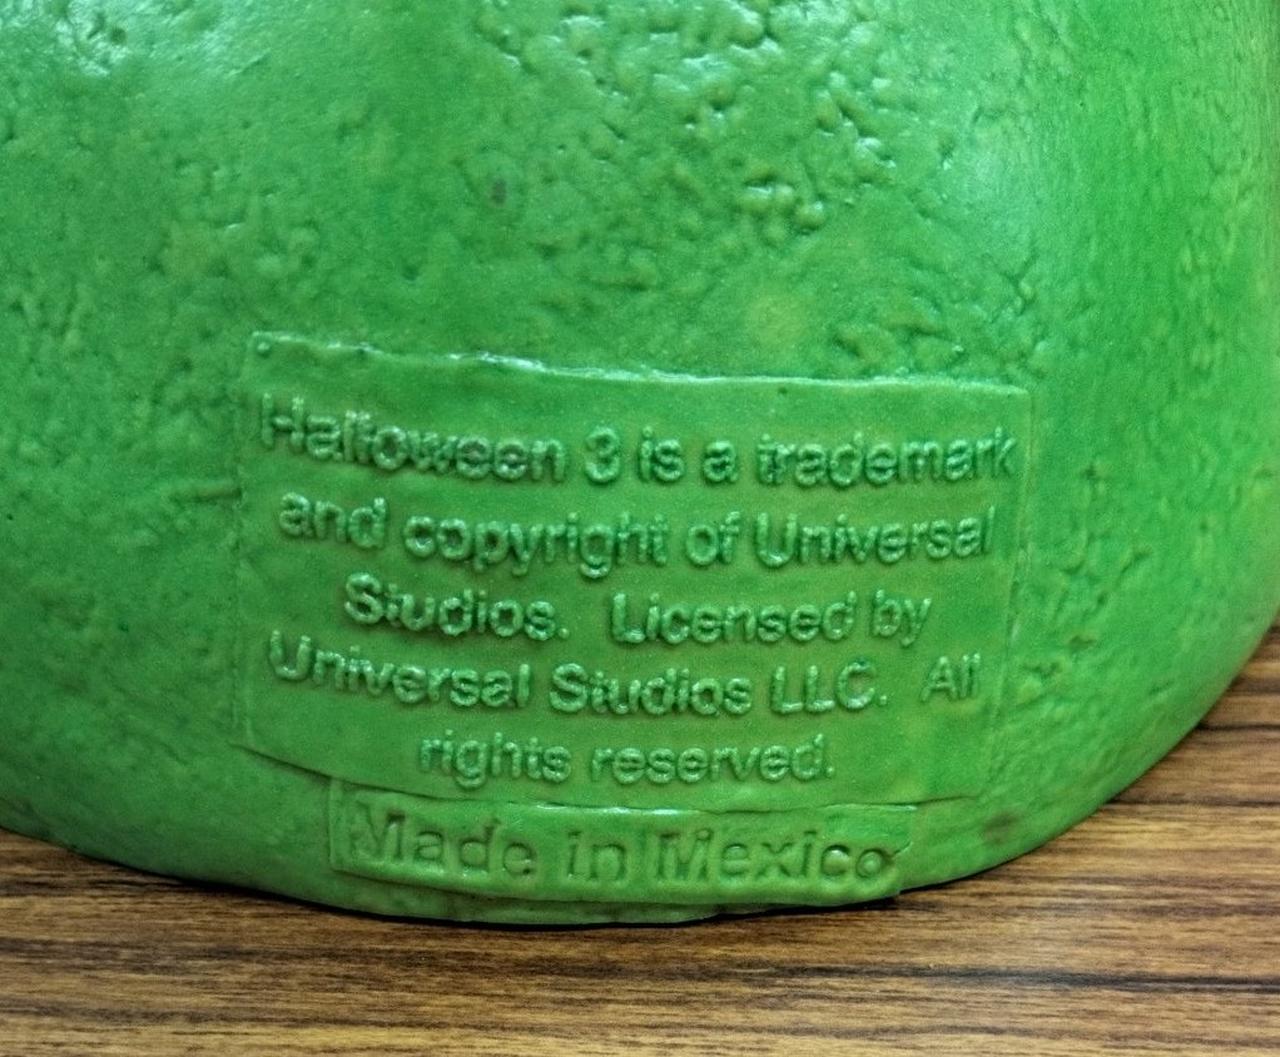 Halloween 3 is a trademark
and copyright of Universal
Studios. Licensed by
Universal Studios LLC. All
rights reserved.
Made in Mexico